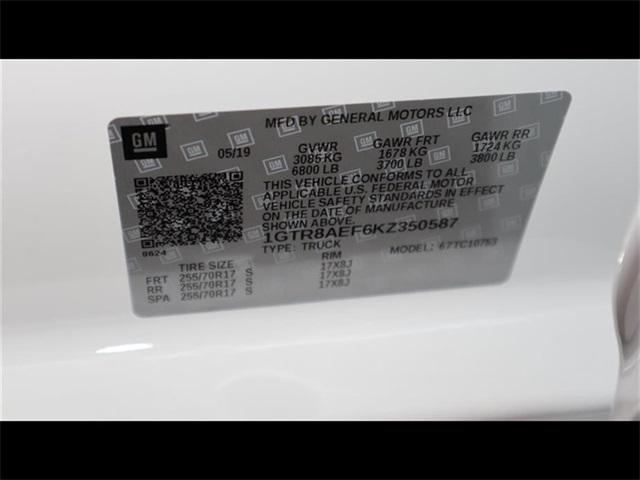 MFD BY GENERAL MOTORS LLC
GM
05/19
GVWR GAWR FRT GAWR RR
3085 KG 1678 KG 1724 KG
6800 LB 3700 LB 3800 LB
THIS VEHICLE CONFORMS TO ALL
APPLICABLE U.S. FEDERAL MOTOR
VEHICLE SAFETY STANDARDS IN EFFECT
ON THE DATE OF MANUFACTURE
SHOWN ABOVE.
1GTR8AEF6KZ350587
8624
TYPE: TRUCK MODEL: 67TC10753
TIRE SIZE RIM
FRT 255/70R17 S 17X8J
RR 255/70R17 S 17X8J
SPA 255/70R17 S 17X8J